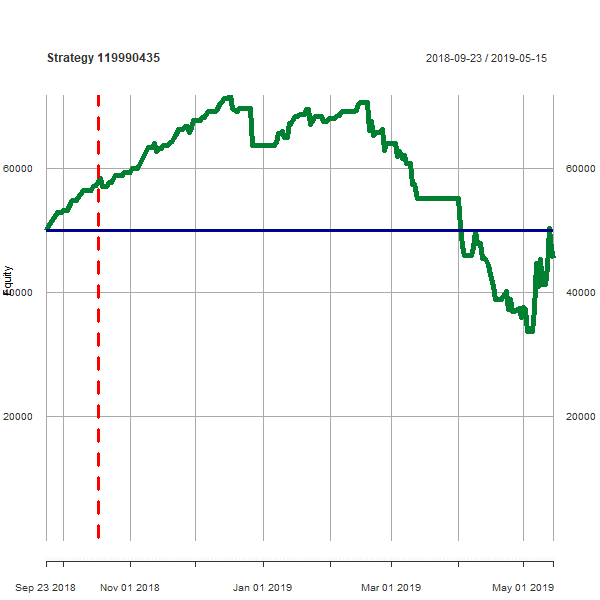 Strategy 119990435
2018-09-23 / 2019-05-15
60000 60000
Equity
40000 40000
20000 20000
Sep 23 2018 Nov 01 2018 Jan 01 2019 Mar 01 2019 May 01 2019